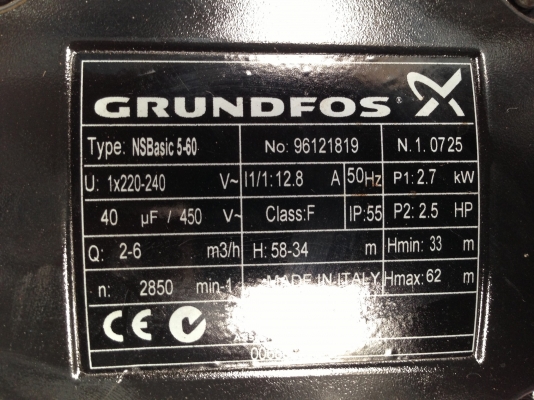 GRUNDFOS®
Type: NSBasic 5-60 No: 96121819 N.1. 0725
U: 1x220-240 V~ I1/1: 12.8 A 50Hz P1: 2.7 kW
40 µF / 450 V~ Class: F IP: 55 P2: 2.5 HP
Q: 2-6 m3/h H: 58-34 m Hmin: 33 m
n: 2850 min-1 MADE IN ITALY Hmax: 62 m
CE